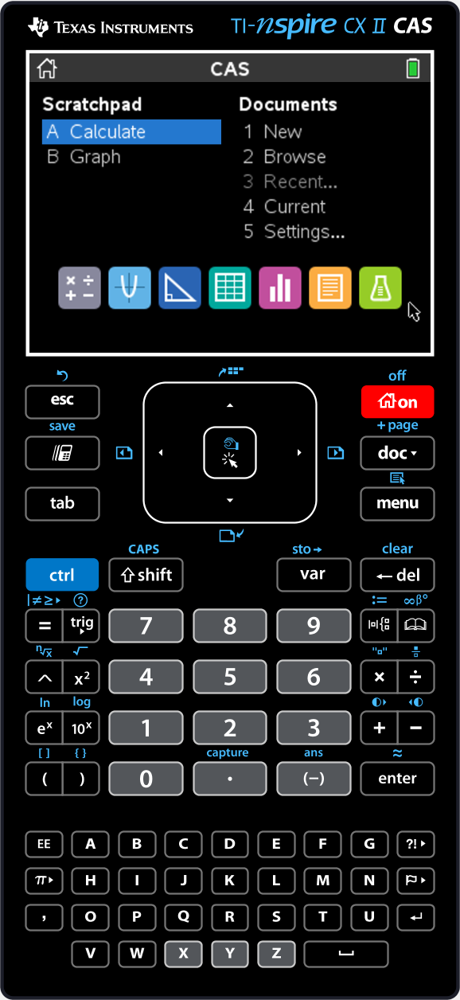 TEXAS INSTRUMENTS TI-nspire CX II CAS
CAS
Scratchpad
A Calculate
B Graph
Documents
1 New
2 Browse
3 Recent...
4 Current
5 Settings...
× ÷
+ −
off
esc
on
save
+ page
doc ▾
tab
menu
CAPS sto → clear
ctrl ⇧shift var ← del
|≠≥▸ ? := ∞β°
= trig 7 8 9 |□|{
ⁿ√x √ "□"
^ x² 4 5 6 × ÷
ln log
eˣ 10ˣ 1 2 3 + −
[ ] { } capture ans ≈
( ) 0 . (−) enter
EE A B C D E F G ?!▸
π▸ H I J K L M N
, O P Q R S T U ↵
V W X Y Z